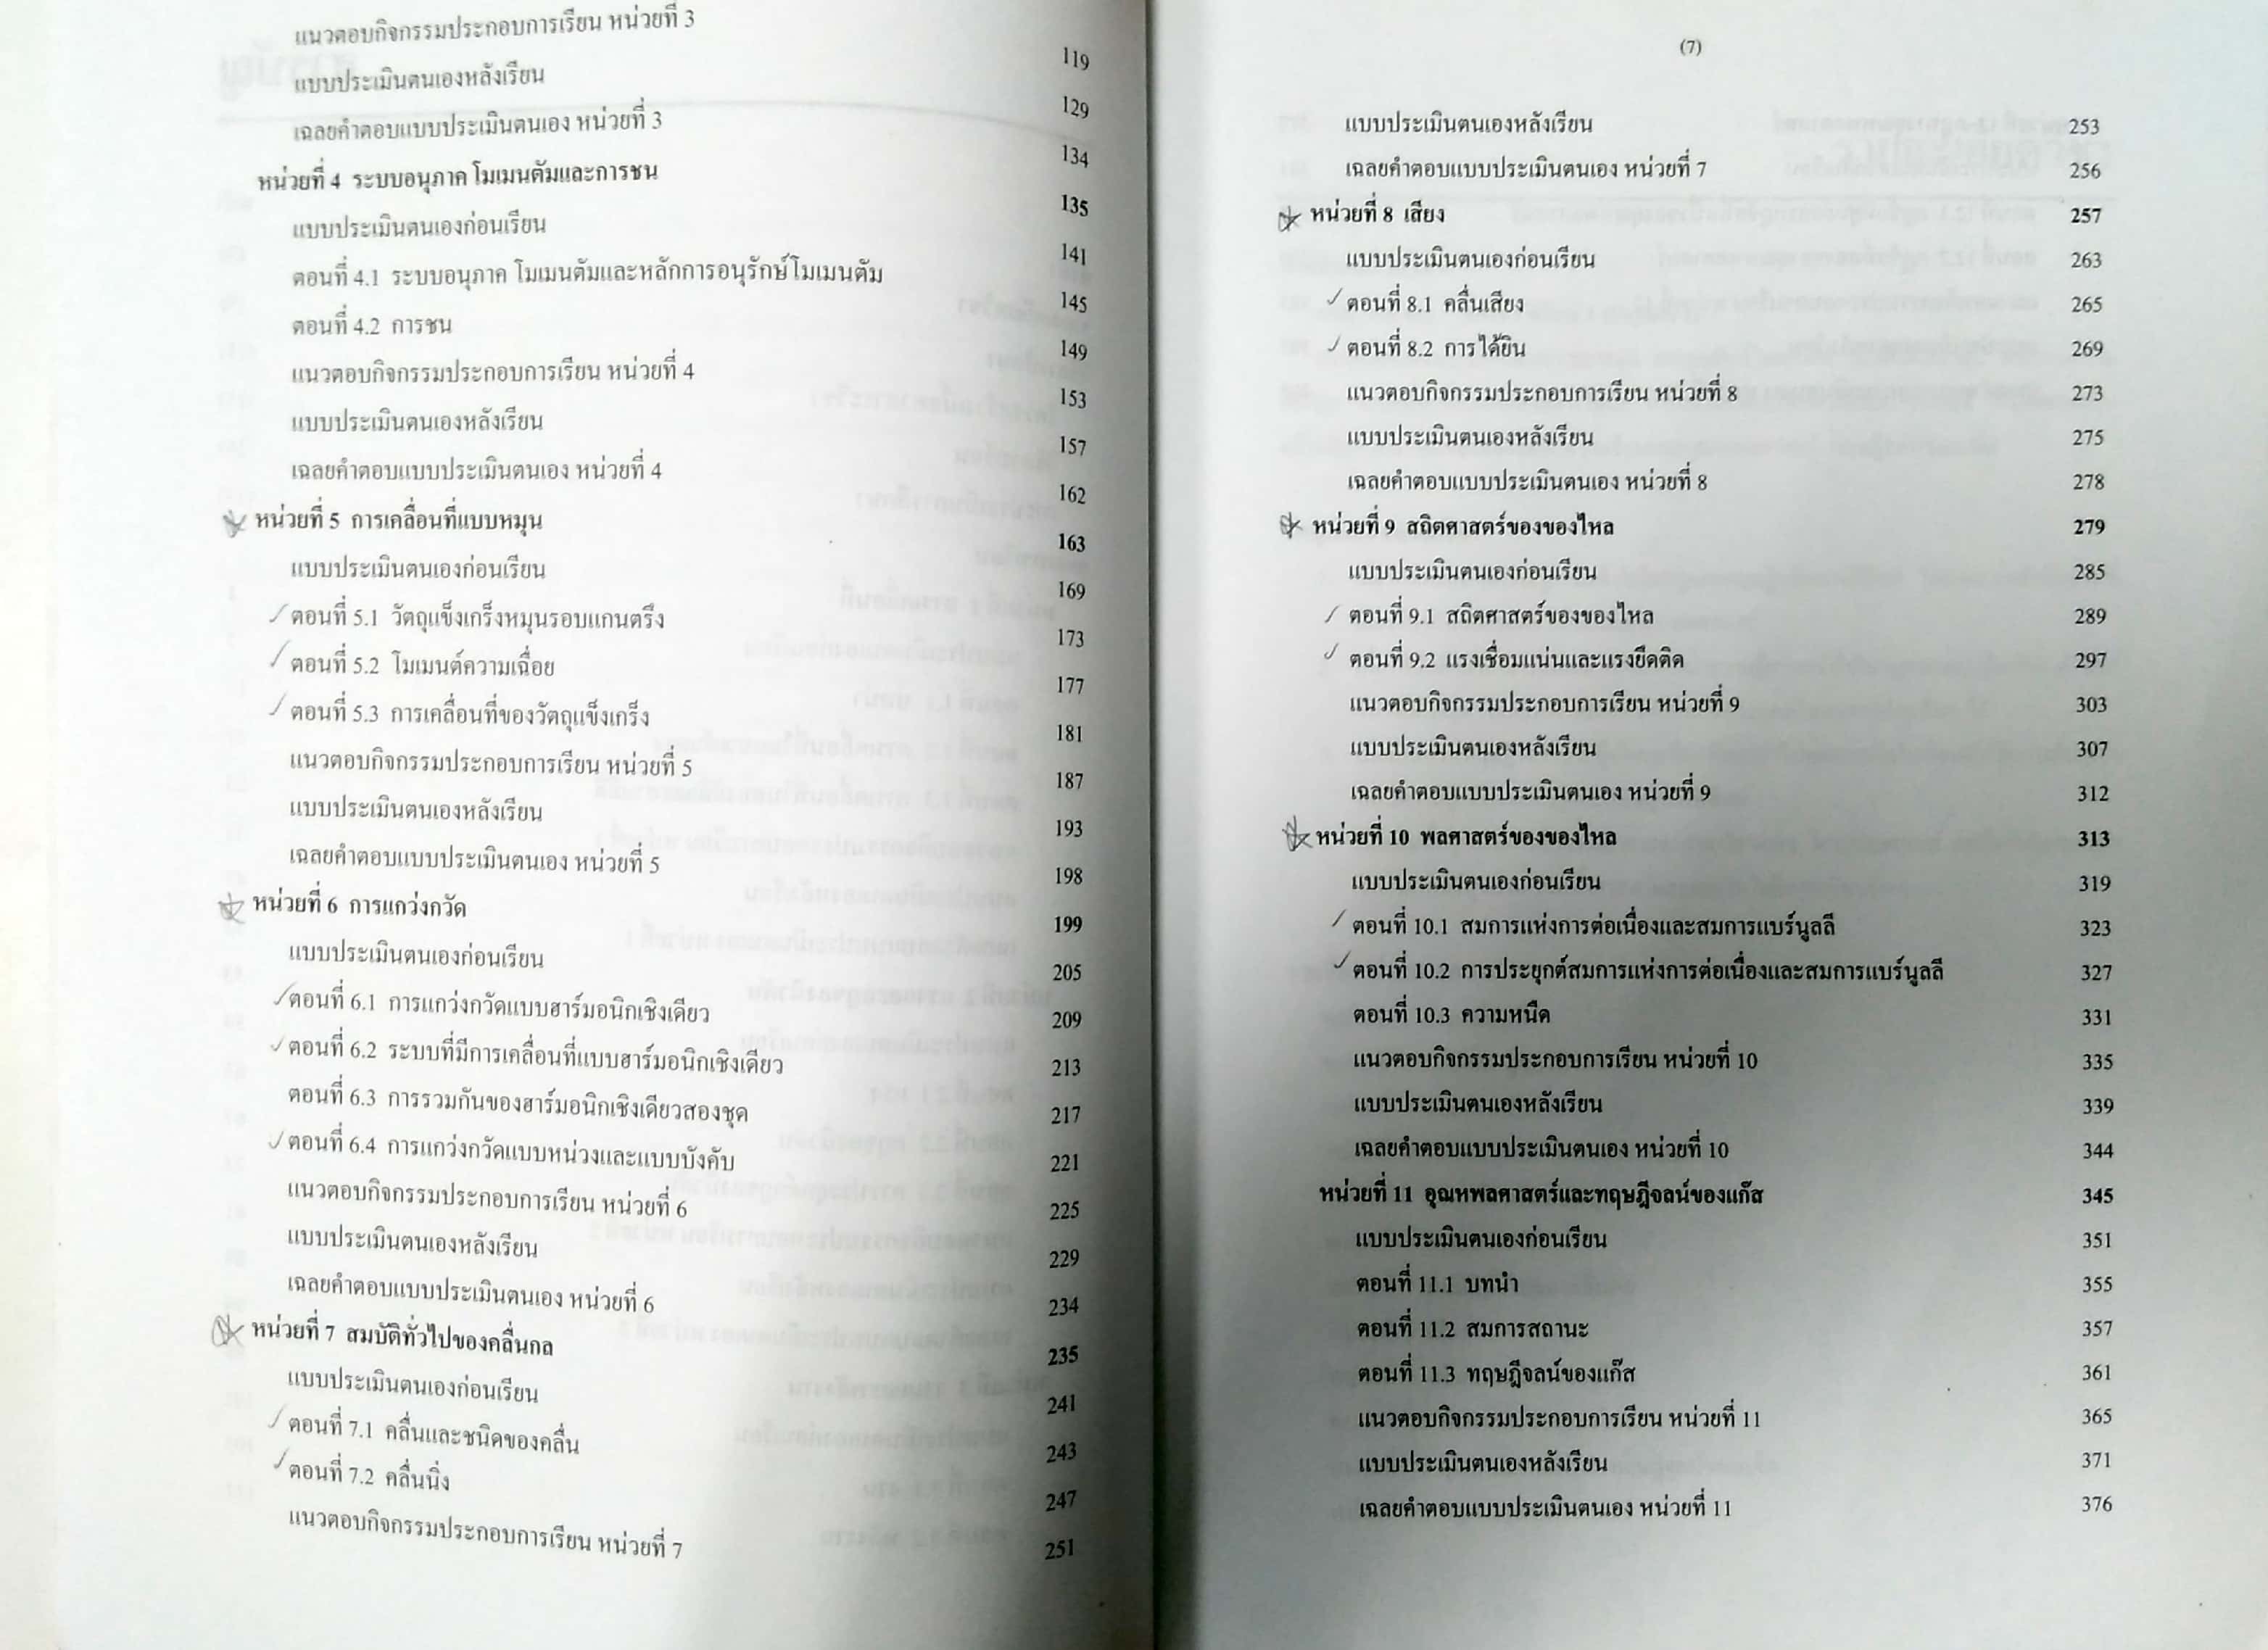 แนวตอบกิจกรรมประกอบการเรียน หน่วยที่ 3 119
แบบประเมินตนเองหลังเรียน 129
เฉลยคำตอบแบบประเมินตนเอง หน่วยที่ 3 134
หน่วยที่ 4 ระบบอนุภาค โมเมนตัมและการชน 135
แบบประเมินตนเองก่อนเรียน 141
ตอนที่ 4.1 ระบบอนุภาค โมเมนตัมและหลักการอนุรักษ์โมเมนตัม 145
ตอนที่ 4.2 การชน 149
แนวตอบกิจกรรมประกอบการเรียน หน่วยที่ 4 153
แบบประเมินตนเองหลังเรียน 157
เฉลยคำตอบแบบประเมินตนเอง หน่วยที่ 4 162
หน่วยที่ 5 การเคลื่อนที่แบบหมุน 163
แบบประเมินตนเองก่อนเรียน 169
ตอนที่ 5.1 วัตถุแข็งเกร็งหมุนรอบแกนตรึง 173
ตอนที่ 5.2 โมเมนต์ความเฉื่อย 177
ตอนที่ 5.3 การเคลื่อนที่ของวัตถุแข็งเกร็ง 181
แนวตอบกิจกรรมประกอบการเรียน หน่วยที่ 5 187
แบบประเมินตนเองหลังเรียน 193
เฉลยคำตอบแบบประเมินตนเอง หน่วยที่ 5 198
หน่วยที่ 6 การแกว่งกวัด 199
แบบประเมินตนเองก่อนเรียน 205
ตอนที่ 6.1 การแกว่งกวัดแบบฮาร์มอนิกเชิงเดียว 209
ตอนที่ 6.2 ระบบที่มีการเคลื่อนที่แบบฮาร์มอนิกเชิงเดียว 213
ตอนที่ 6.3 การรวมกันของฮาร์มอนิกเชิงเดียวสองชุด 217
ตอนที่ 6.4 การแกว่งกวัดแบบหน่วงและแบบบังคับ 221
แนวตอบกิจกรรมประกอบการเรียน หน่วยที่ 6 225
แบบประเมินตนเองหลังเรียน 229
เฉลยคำตอบแบบประเมินตนเอง หน่วยที่ 6 234
หน่วยที่ 7 สมบัติทั่วไปของคลื่นกล 235
แบบประเมินตนเองก่อนเรียน 241
ตอนที่ 7.1 คลื่นและชนิดของคลื่น 243
ตอนที่ 7.2 คลื่นนิ่ง 247
แนวตอบกิจกรรมประกอบการเรียน หน่วยที่ 7 251
(7)
แบบประเมินตนเองหลังเรียน 253
เฉลยคำตอบแบบประเมินตนเอง หน่วยที่ 7 256
หน่วยที่ 8 เสียง 257
แบบประเมินตนเองก่อนเรียน 263
ตอนที่ 8.1 คลื่นเสียง 265
ตอนที่ 8.2 การได้ยิน 269
แนวตอบกิจกรรมประกอบการเรียน หน่วยที่ 8 273
แบบประเมินตนเองหลังเรียน 275
เฉลยคำตอบแบบประเมินตนเอง หน่วยที่ 8 278
หน่วยที่ 9 สถิตศาสตร์ของของไหล 279
แบบประเมินตนเองก่อนเรียน 285
ตอนที่ 9.1 สถิตศาสตร์ของของไหล 289
ตอนที่ 9.2 แรงเชื่อมแน่นและแรงยึดติด 297
แนวตอบกิจกรรมประกอบการเรียน หน่วยที่ 9 303
แบบประเมินตนเองหลังเรียน 307
เฉลยคำตอบแบบประเมินตนเอง หน่วยที่ 9 312
หน่วยที่ 10 พลศาสตร์ของของไหล 313
แบบประเมินตนเองก่อนเรียน 319
ตอนที่ 10.1 สมการแห่งการต่อเนื่องและสมการแบร์นูลลี 323
ตอนที่ 10.2 การประยุกต์สมการแห่งการต่อเนื่องและสมการแบร์นูลลี 327
ตอนที่ 10.3 ความหนืด 331
แนวตอบกิจกรรมประกอบการเรียน หน่วยที่ 10 335
แบบประเมินตนเองหลังเรียน 339
เฉลยคำตอบแบบประเมินตนเอง หน่วยที่ 10 344
หน่วยที่ 11 อุณหพลศาสตร์และทฤษฎีจลน์ของแก๊ส 345
แบบประเมินตนเองก่อนเรียน 351
ตอนที่ 11.1 บทนำ 355
ตอนที่ 11.2 สมการสถานะ 357
ตอนที่ 11.3 ทฤษฎีจลน์ของแก๊ส 361
แนวตอบกิจกรรมประกอบการเรียน หน่วยที่ 11 365
แบบประเมินตนเองหลังเรียน 371
เฉลยคำตอบแบบประเมินตนเอง หน่วยที่ 11 376